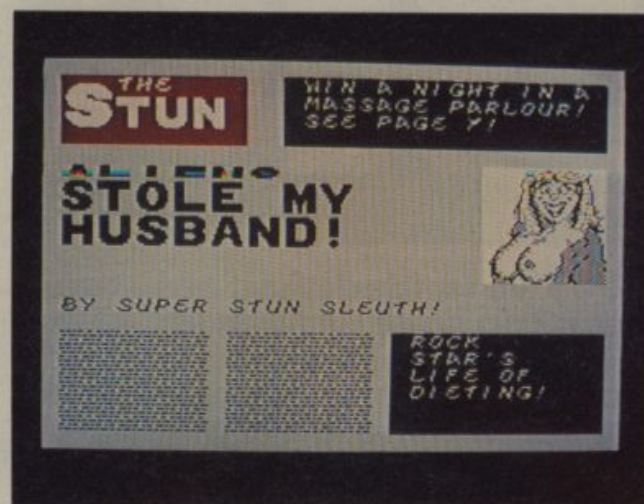 THE
STUN
WIN A NIGHT IN A
MASSAGE PARLOUR!
SEE PAGE 7!
ALIENS
STOLE MY
HUSBAND!
BY SUPER STUN SLEUTH!
ROCK
STAR'S
LIFE OF
DIETING!